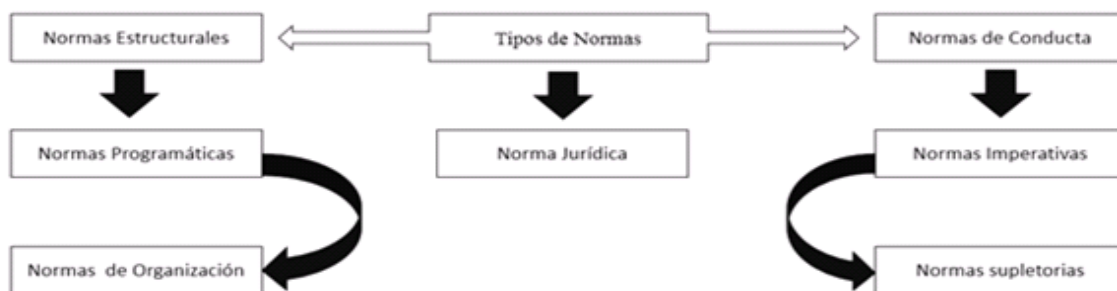 Normas Estructurales
Tipos de Normas
Normas de Conducta
Normas Programáticas
Norma Jurídica
Normas Imperativas
Normas de Organización
Normas supletorias